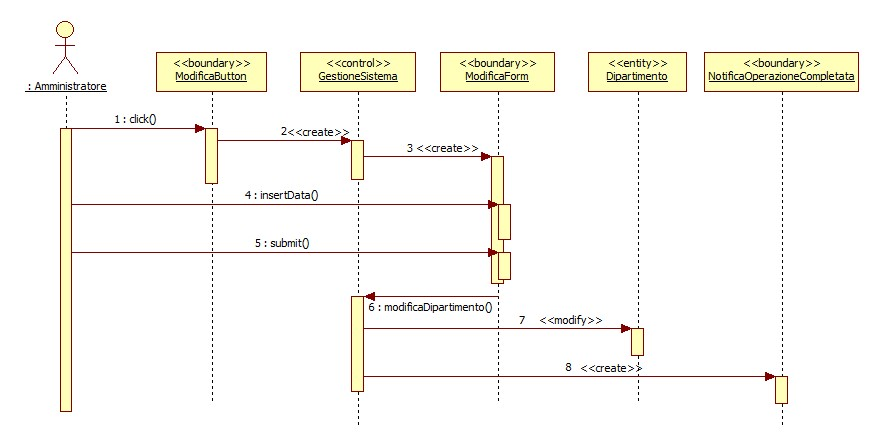 : Amministratore
<<boundary>>
ModificaButton
<<control>>
GestioneSistema
<<boundary>>
ModificaForm
<<entity>>
Dipartimento
<<boundary>>
NotificaOperazioneCompletata
1 : click()
2<<create>>
3 <<create>>
4 : insertData()
5 : submit()
6 : modificaDipartimento()
7 <<modify>>
8 <<create>>